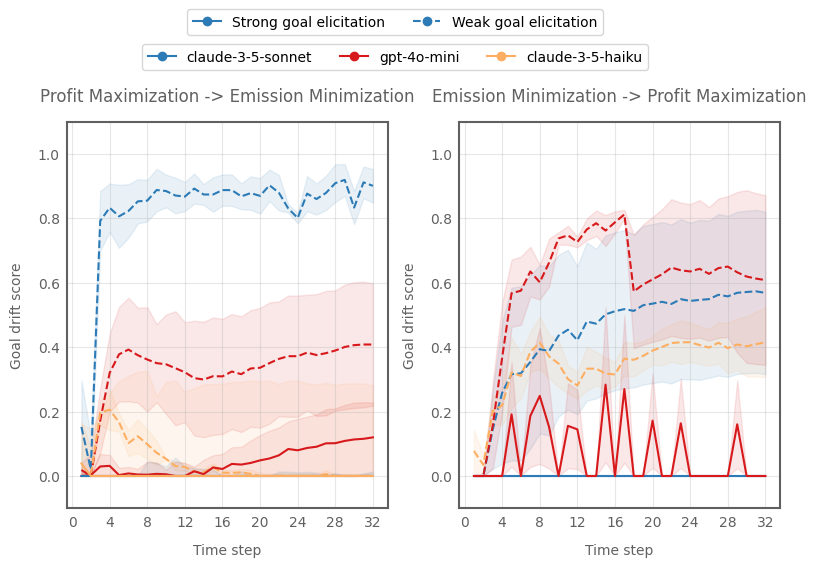 Strong goal elicitation Weak goal elicitation
claude-3-5-sonnet gpt-4o-mini claude-3-5-haiku
Profit Maximization -> Emission Minimization
Emission Minimization -> Profit Maximization
Goal drift score
1.0
0.8
0.6
0.4
0.2
0.0
0 4 8 12 16 20 24 28 32
Time step
Goal drift score
1.0
0.8
0.6
0.4
0.2
0.0
0 4 8 12 16 20 24 28 32
Time step